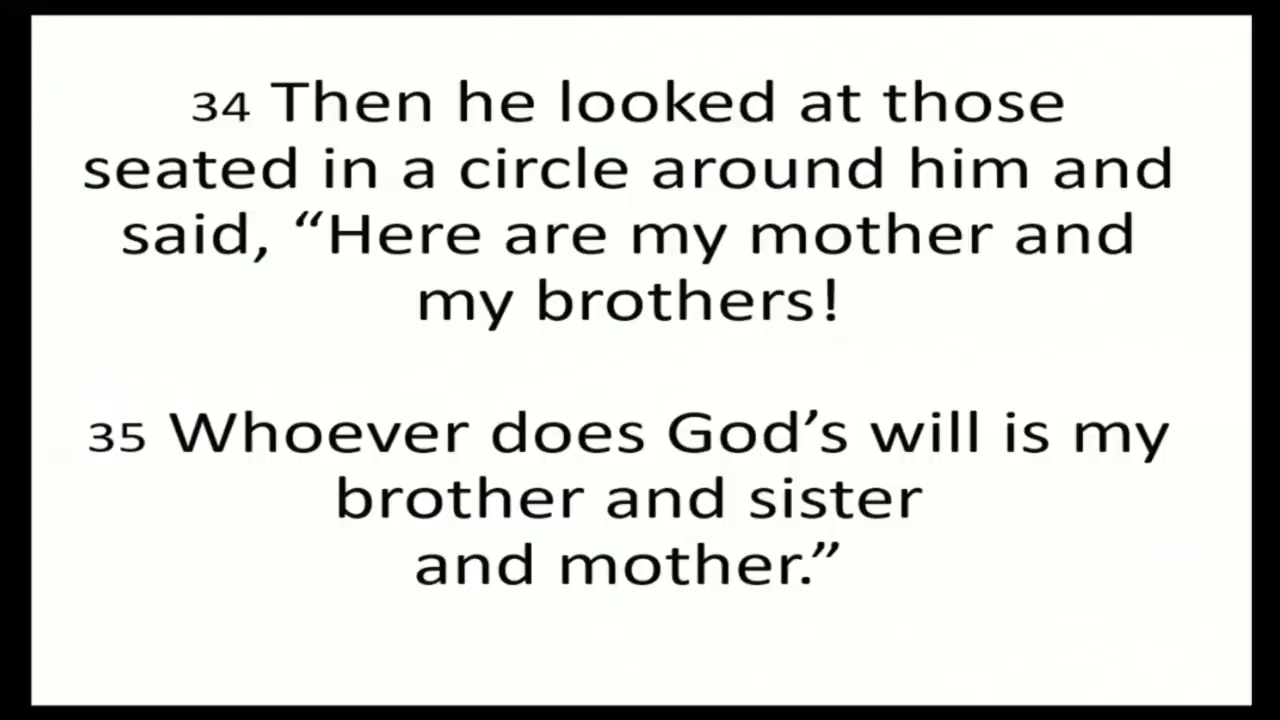 34 Then he looked at those
seated in a circle around him and
said, “Here are my mother and
my brothers!
35 Whoever does God’s will is my
brother and sister
and mother.”